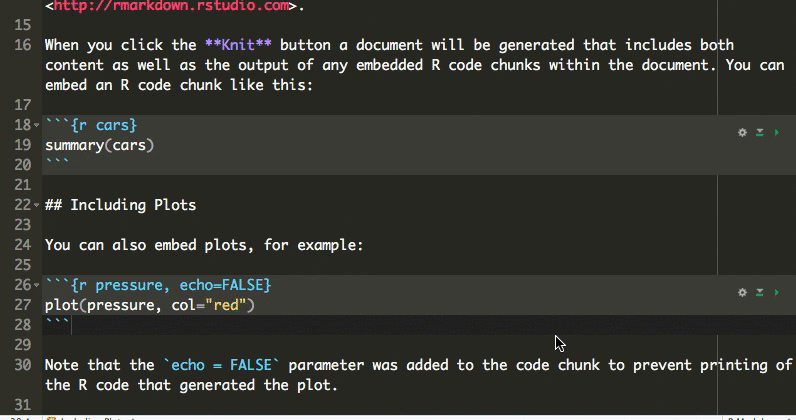 <http://rmarkdown.rstudio.com>.
15
16 When you click the **Knit** button a document will be generated that includes both
content as well as the output of any embedded R code chunks within the document. You can
embed an R code chunk like this:
17
18 ```{r cars}
19 summary(cars)
20 ```
21
22 ## Including Plots
23
24 You can also embed plots, for example:
25
26 ```{r pressure, echo=FALSE}
27 plot(pressure, col="red")
28 ```
29
30 Note that the `echo = FALSE` parameter was added to the code chunk to prevent printing of
the R code that generated the plot.
31